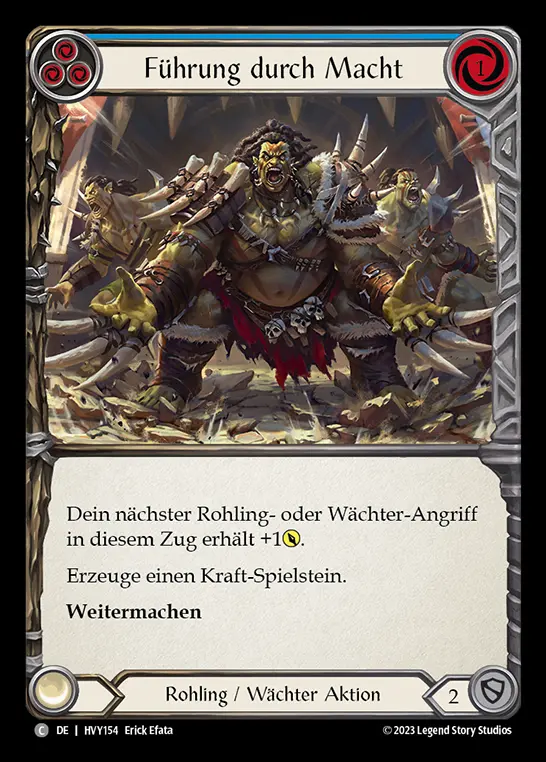 Führung durch Macht
1
Dein nächster Rohling- oder Wächter-Angriff
in diesem Zug erhält +1.
Erzeuge einen Kraft-Spielstein.
Weitermachen
Rohling / Wächter Aktion
2
C DE | HVY154 Erick Efata
©2023 Legend Story Studios